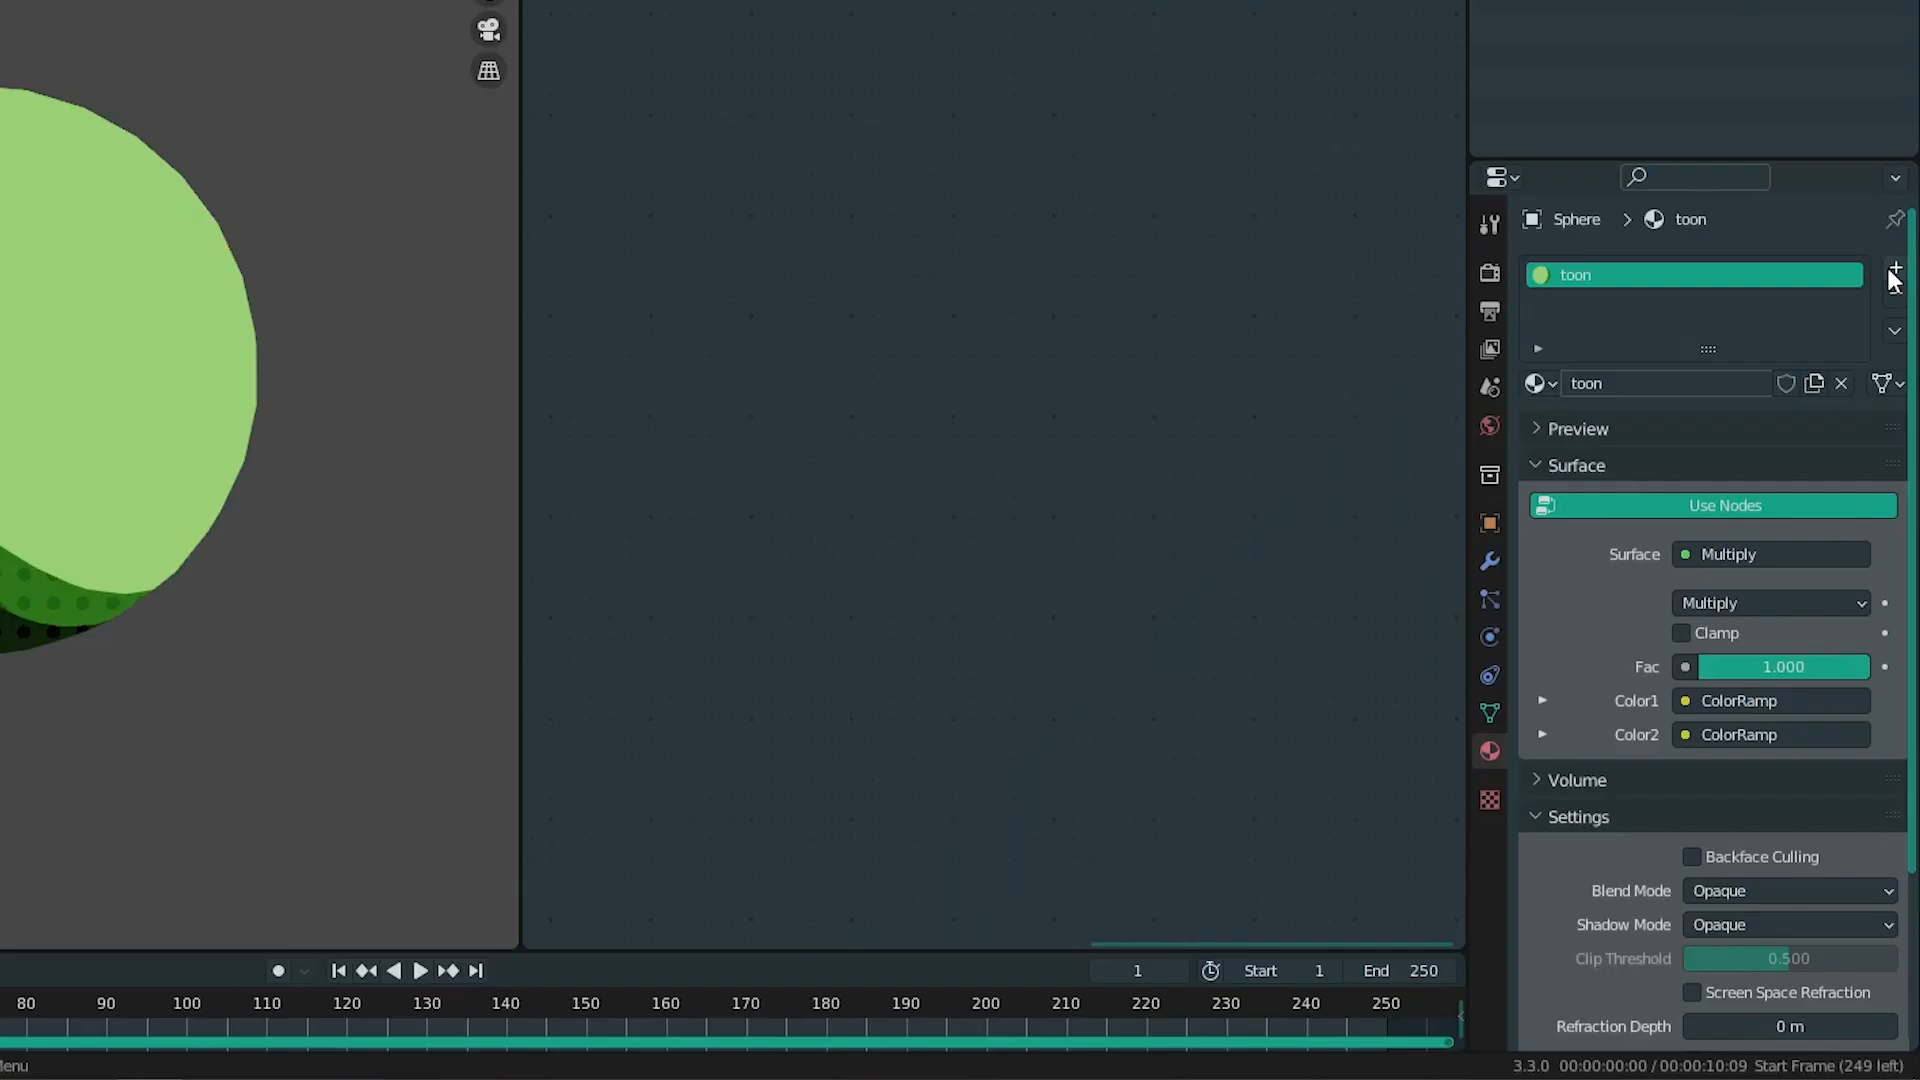 Sphere > toon
toon
toon
Preview
Surface
Use Nodes
Surface Multiply
Multiply
Clamp
Fac 1.000
Color1 ColorRamp
Color2 ColorRamp
Volume
Settings
Backface Culling
Blend Mode Opaque
Shadow Mode Opaque
Clip Threshold 0.500
Screen Space Refraction
Refraction Depth 0 m
1 Start 1 End 250
80 90 100 110 120 130 140 150 160 170 180 190 200 210 220 230 240 250
3.3.0 00:00:00:00 / 00:00:10:09 Start Frame (249 left)